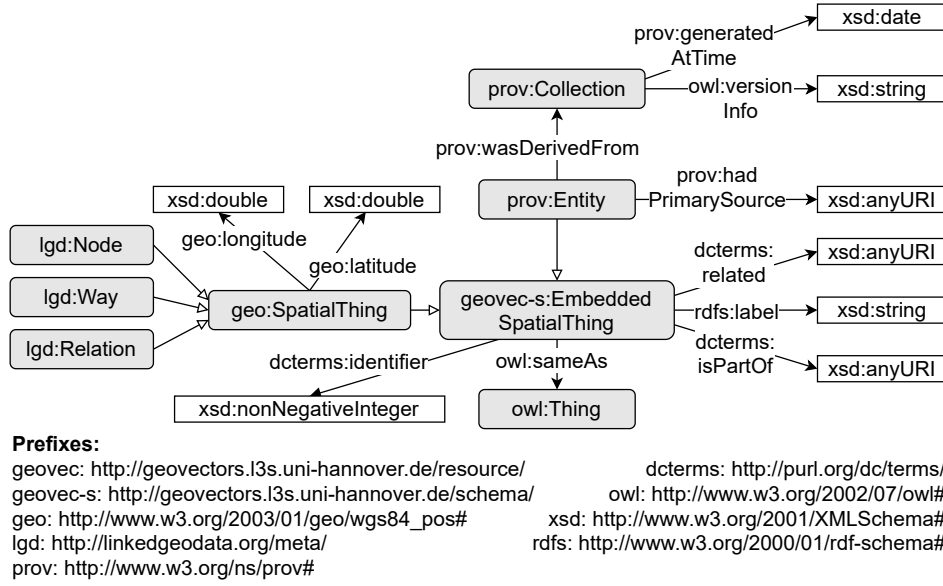 xsd:date
prov:generated
AtTime
prov:Collection
owl:version
Info
xsd:string
prov:wasDerivedFrom
prov:had
PrimarySource
xsd:double
xsd:double
prov:Entity
xsd:anyURI
lgd:Node
geo:longitude
geo:latitude
dcterms:
related
xsd:anyURI
lgd:Way
geo:SpatialThing
geovec-s:Embedded
SpatialThing
rdfs:label
xsd:string
lgd:Relation
dcterms:identifier
owl:sameAs
dcterms:
isPartOf
xsd:anyURI
xsd:nonNegativeInteger
owl:Thing
Prefixes:
geovec: http://geovectors.l3s.uni-hannover.de/resource/
dcterms: http://purl.org/dc/terms/
geovec-s: http://geovectors.l3s.uni-hannover.de/schema/
owl: http://www.w3.org/2002/07/owl#
geo: http://www.w3.org/2003/01/geo/wgs84_pos#
xsd: http://www.w3.org/2001/XMLSchema#
lgd: http://linkedgeodata.org/meta/
rdfs: http://www.w3.org/2000/01/rdf-schema#
prov: http://www.w3.org/ns/prov#